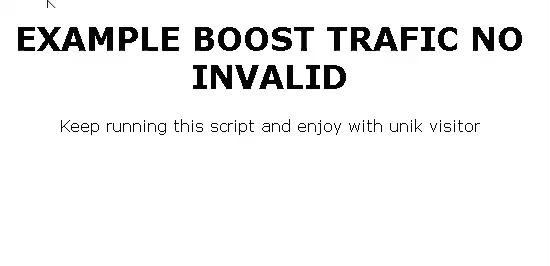 EXAMPLE BOOST TRAFIC NO
INVALID
Keep running this script and enjoy with unik visitor